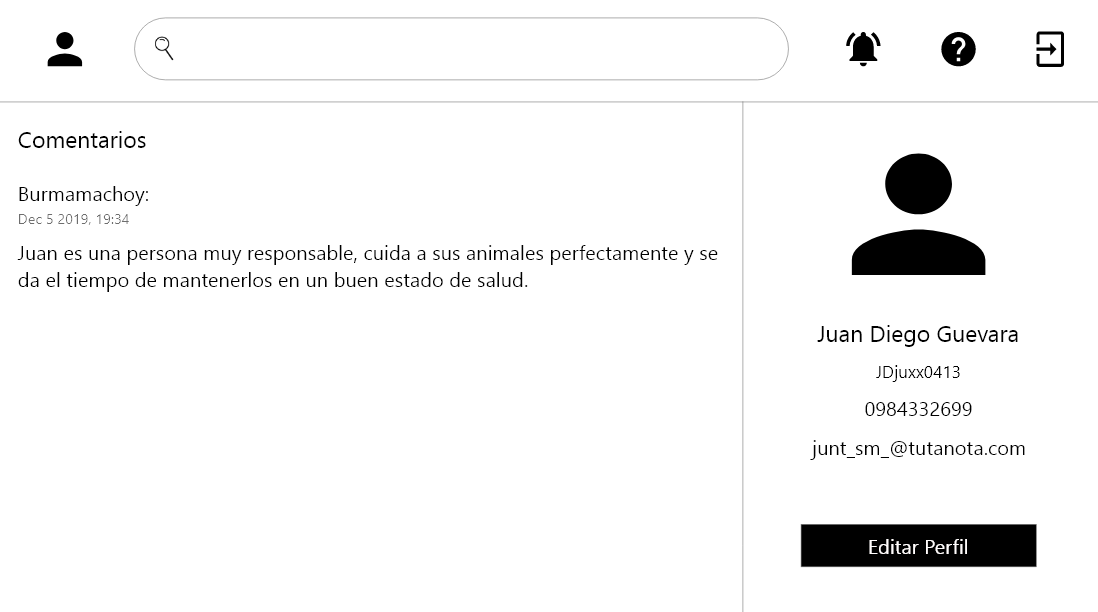 Comentarios
Burmamachoy:
Dec 5 2019, 19:34
Juan es una persona muy responsable, cuida a sus animales perfectamente y se
da el tiempo de mantenerlos en un buen estado de salud.
Juan Diego Guevara
JDjuxx0413
0984332699
junt_sm_@tutanota.com
Editar Perfil